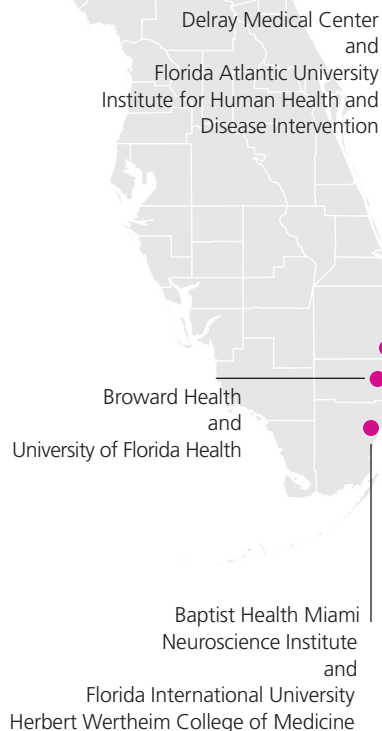 Delray Medical Center
and
Florida Atlantic University
Institute for Human Health and
Disease Intervention
Broward Health
and
University of Florida Health
Baptist Health Miami
Neuroscience Institute
and
Florida International University
Herbert Wertheim College of Medicine